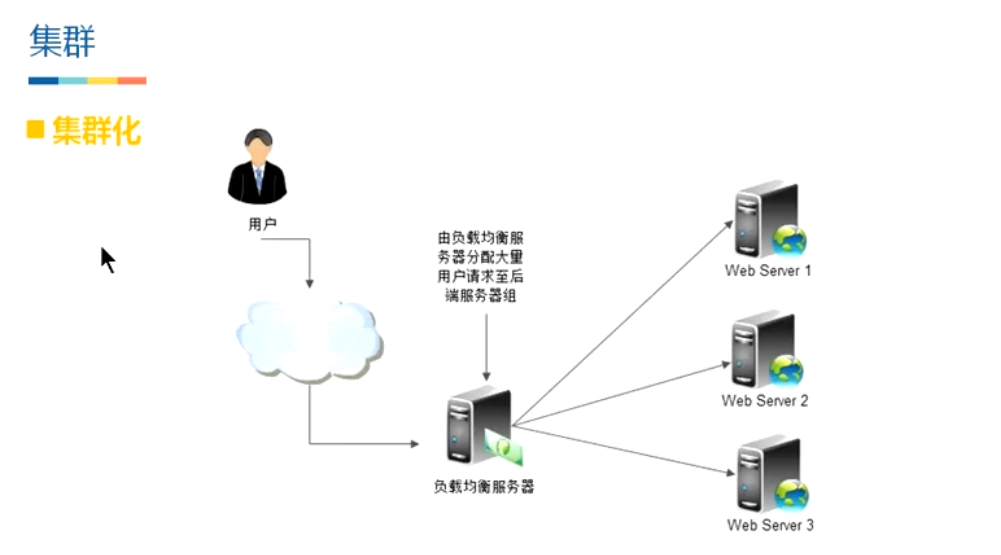 集群
集群化
用户
由负载均衡服
务器分配大量
用户请求至后
端服务器组
负载均衡服务器
Web Server 1
Web Server 2
Web Server 3